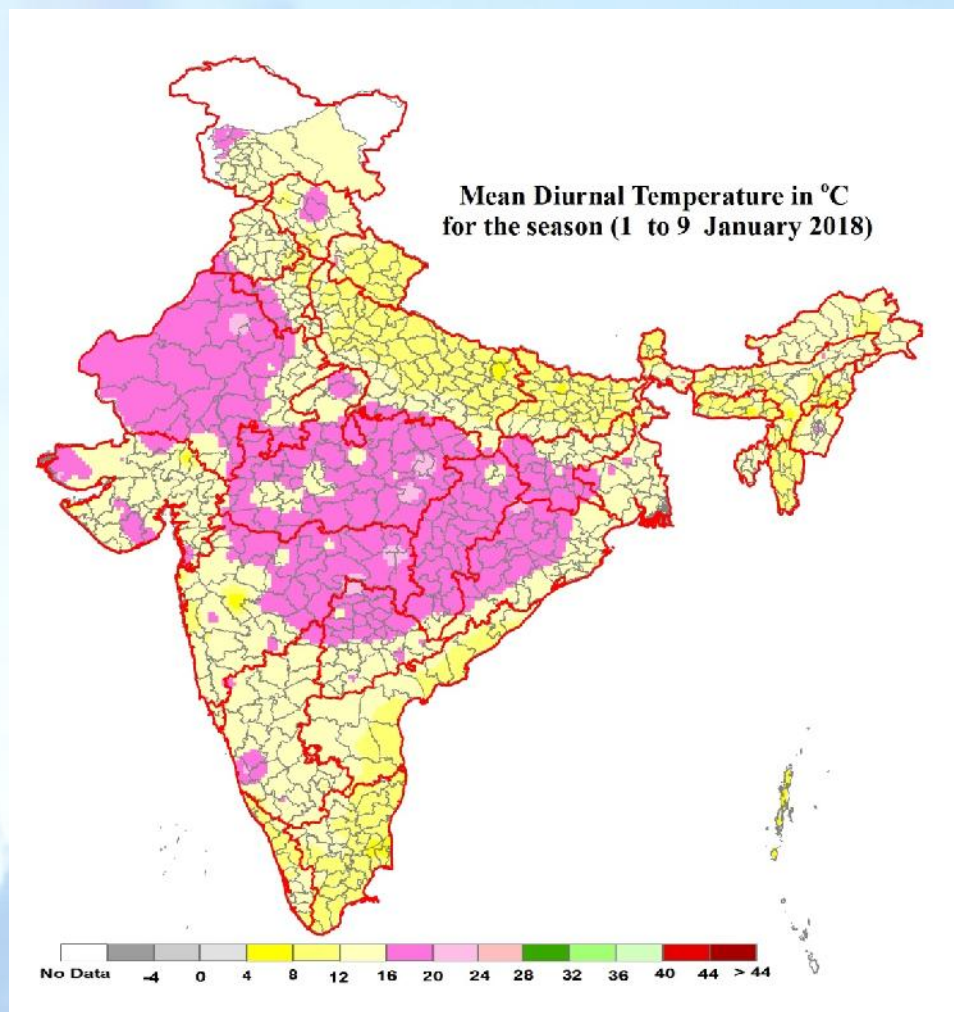 Mean Diurnal Temperature in °C
for the season (1 to 9 January 2018)
No Data -4 0 4 8 12 16 20 24 28 32 36 40 44 > 44